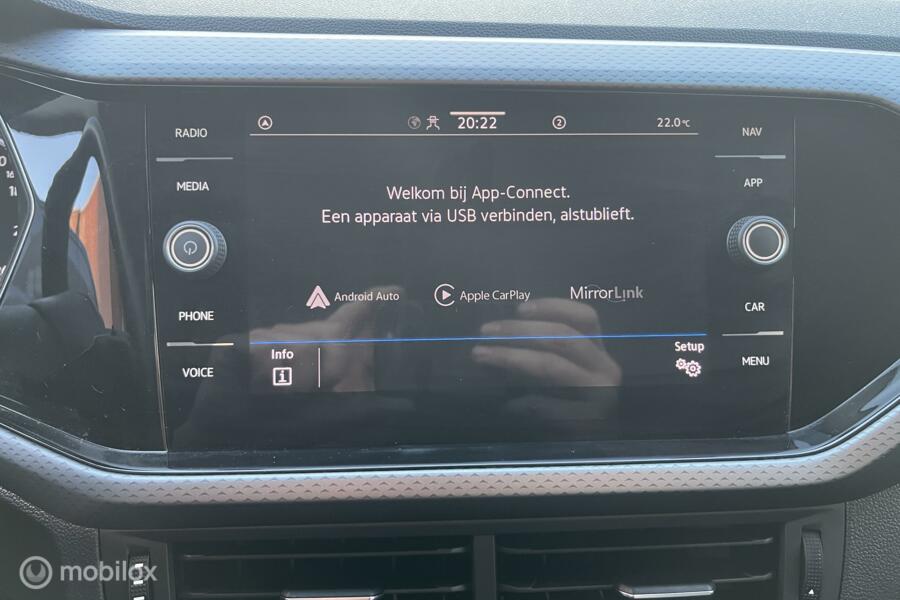 RADIO
MEDIA
PHONE
VOICE
20:22
2
22.0°C
Welkom bij App-Connect.
Een apparaat via USB verbinden, alstublieft.
Android Auto
Apple CarPlay
MirrorLink
Info
Setup
NAV
APP
CAR
MENU
mobilox